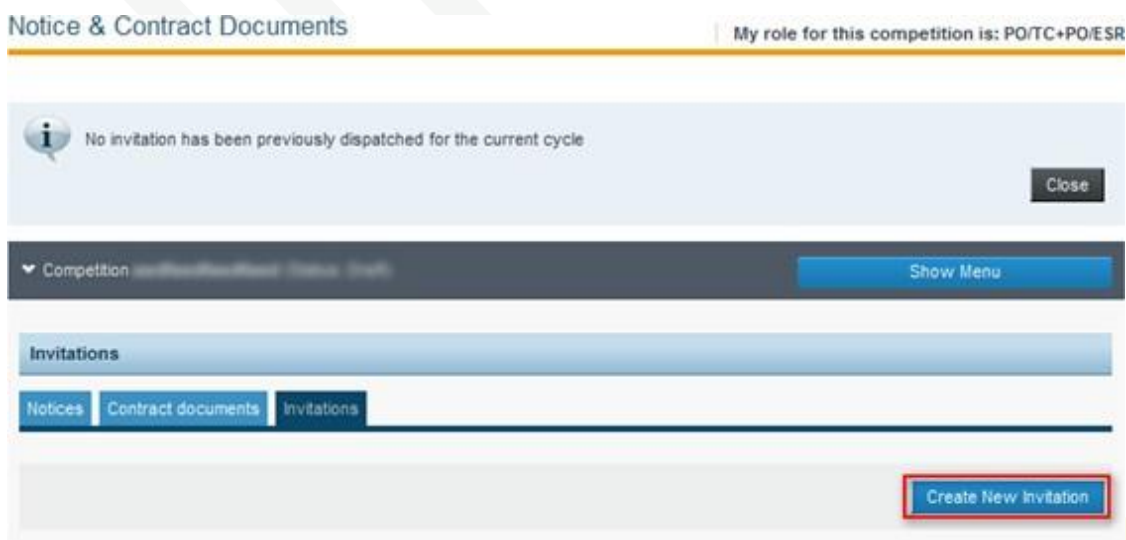 Notice & Contract Documents
My role for this competition is: PO/TC+PO/ESR
No invitation has been previously dispatched for the current cycle
Close
Competition
Show Menu
Invitations
Notices
Contract documents
Invitations
Create New Invitation